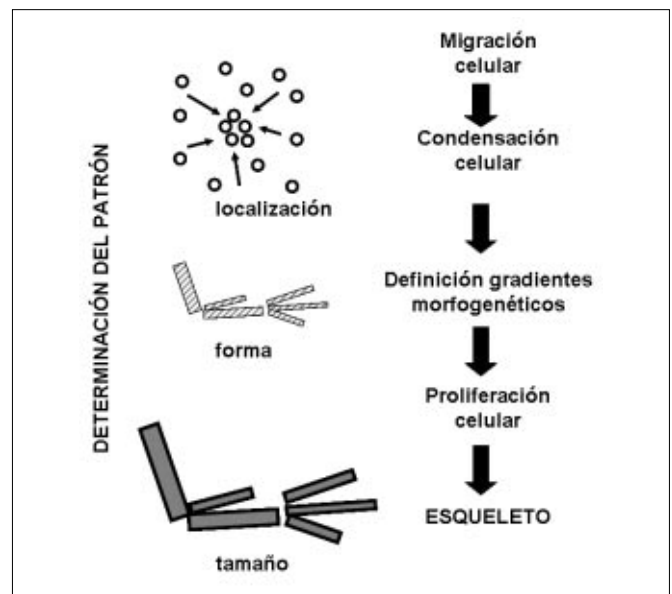 DETERMINACIÓN DEL PATRÓN
Migración
celular
Condensación
celular
localización
Definición gradientes
morfogenéticos
forma
Proliferación
celular
ESQUELETO
tamaño